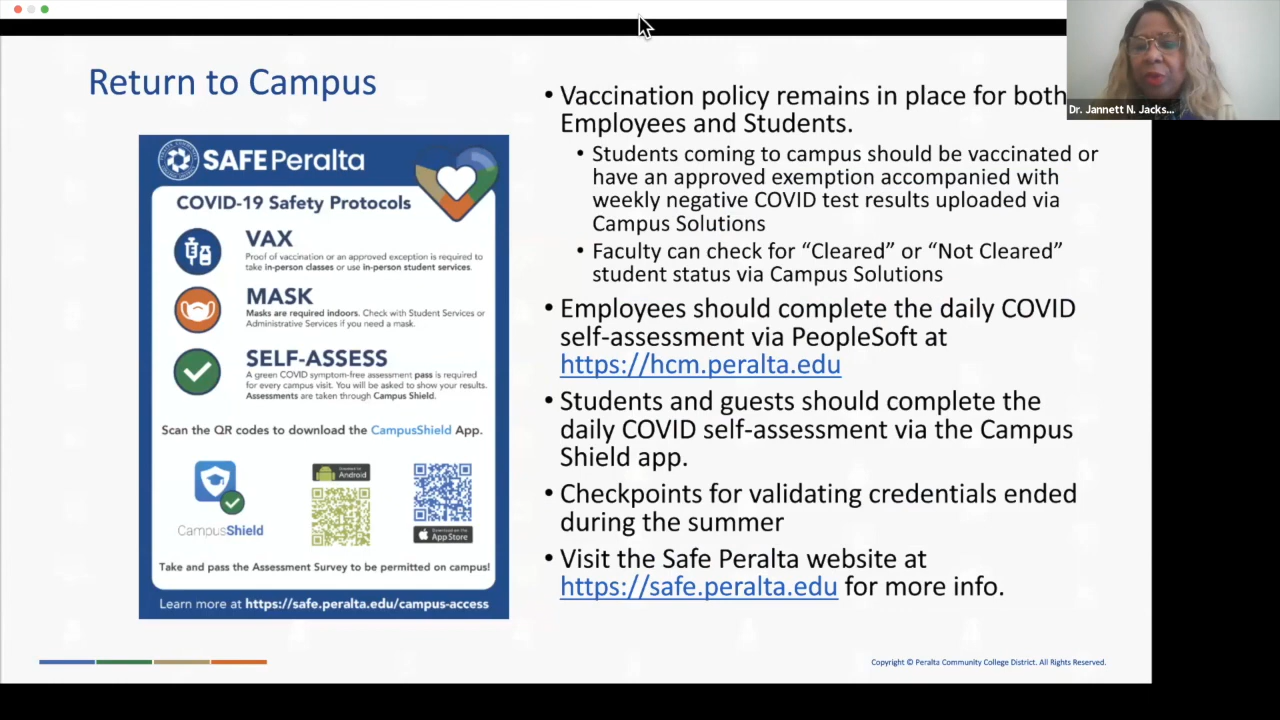 Return to Campus
SAFE Peralta
COVID-19 Safety Protocols
VAX
Proof of vaccination or an approved exception is required to
take in-person classes or use in-person student services.
MASK
Masks are required indoors. Check with Student Services or
Administrative Services if you need a mask.
SELF-ASSESS
A green COVID symptom-free assessment pass is required
for every campus visit. You will be asked to show your results.
Assessments are taken through Campus Shield.
Scan the QR codes to download the CampusShield App.
Android
CampusShield
App Store
Take and pass the Assessment Survey to be permitted on campus!
Learn more at https://safe.peralta.edu/campus-access
• Vaccination policy remains in place for both
Employees and Students.
• Students coming to campus should be vaccinated or
have an approved exemption accompanied with
weekly negative COVID test results uploaded via
Campus Solutions
• Faculty can check for “Cleared” or “Not Cleared”
student status via Campus Solutions
• Employees should complete the daily COVID
self-assessment via PeopleSoft at
https://hcm.peralta.edu
• Students and guests should complete the
daily COVID self-assessment via the Campus
Shield app.
• Checkpoints for validating credentials ended
during the summer
• Visit the Safe Peralta website at
https://safe.peralta.edu for more info.
Copyright © Peralta Community College District. All Rights Reserved.
Dr. Jannett N. Jacks...